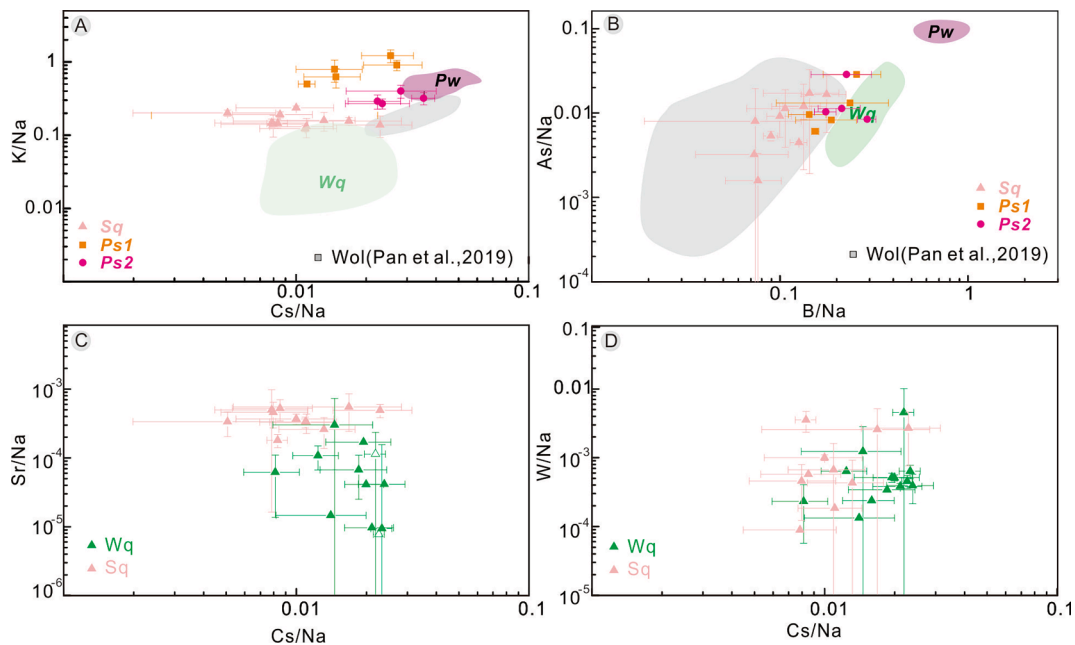 A
B
1
0.1
0.01
K/Na
Pw
Wq
Sq
Ps1
Ps2
Wol(Pan et al.,2019)
0.01
0.1
Cs/Na
0.1
0.01
10-3
10-4
As/Na
Pw
Wq
Sq
Ps1
Ps2
Wol(Pan et al.,2019)
0.1
1
B/Na
C
D
10-3
10-4
10-5
10-6
Sr/Na
Wq
Sq
0.01
0.1
Cs/Na
0.1
0.01
10-3
10-4
10-5
W/Na
Wq
Sq
0.01
0.1
Cs/Na